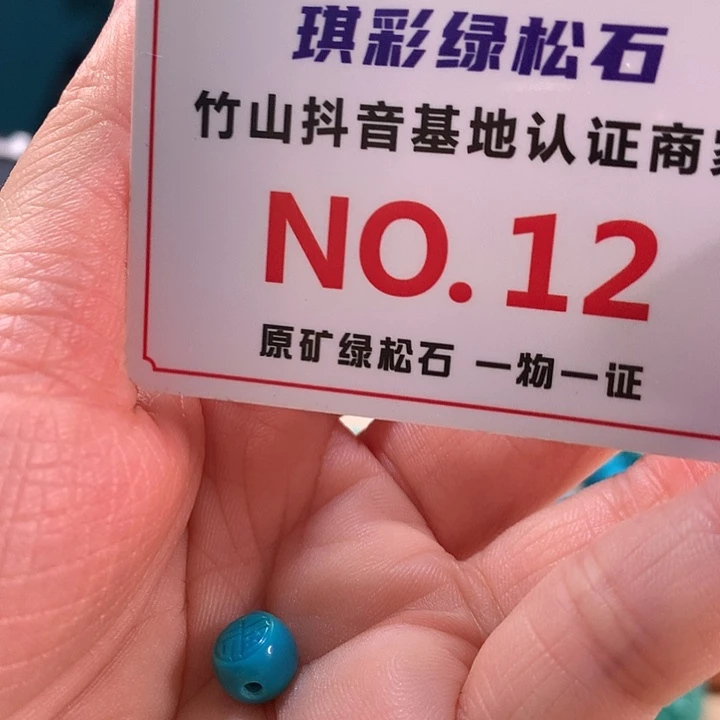 琪彩绿松石
竹山抖音基地认证商家
NO.12
原矿绿松石 一物一证